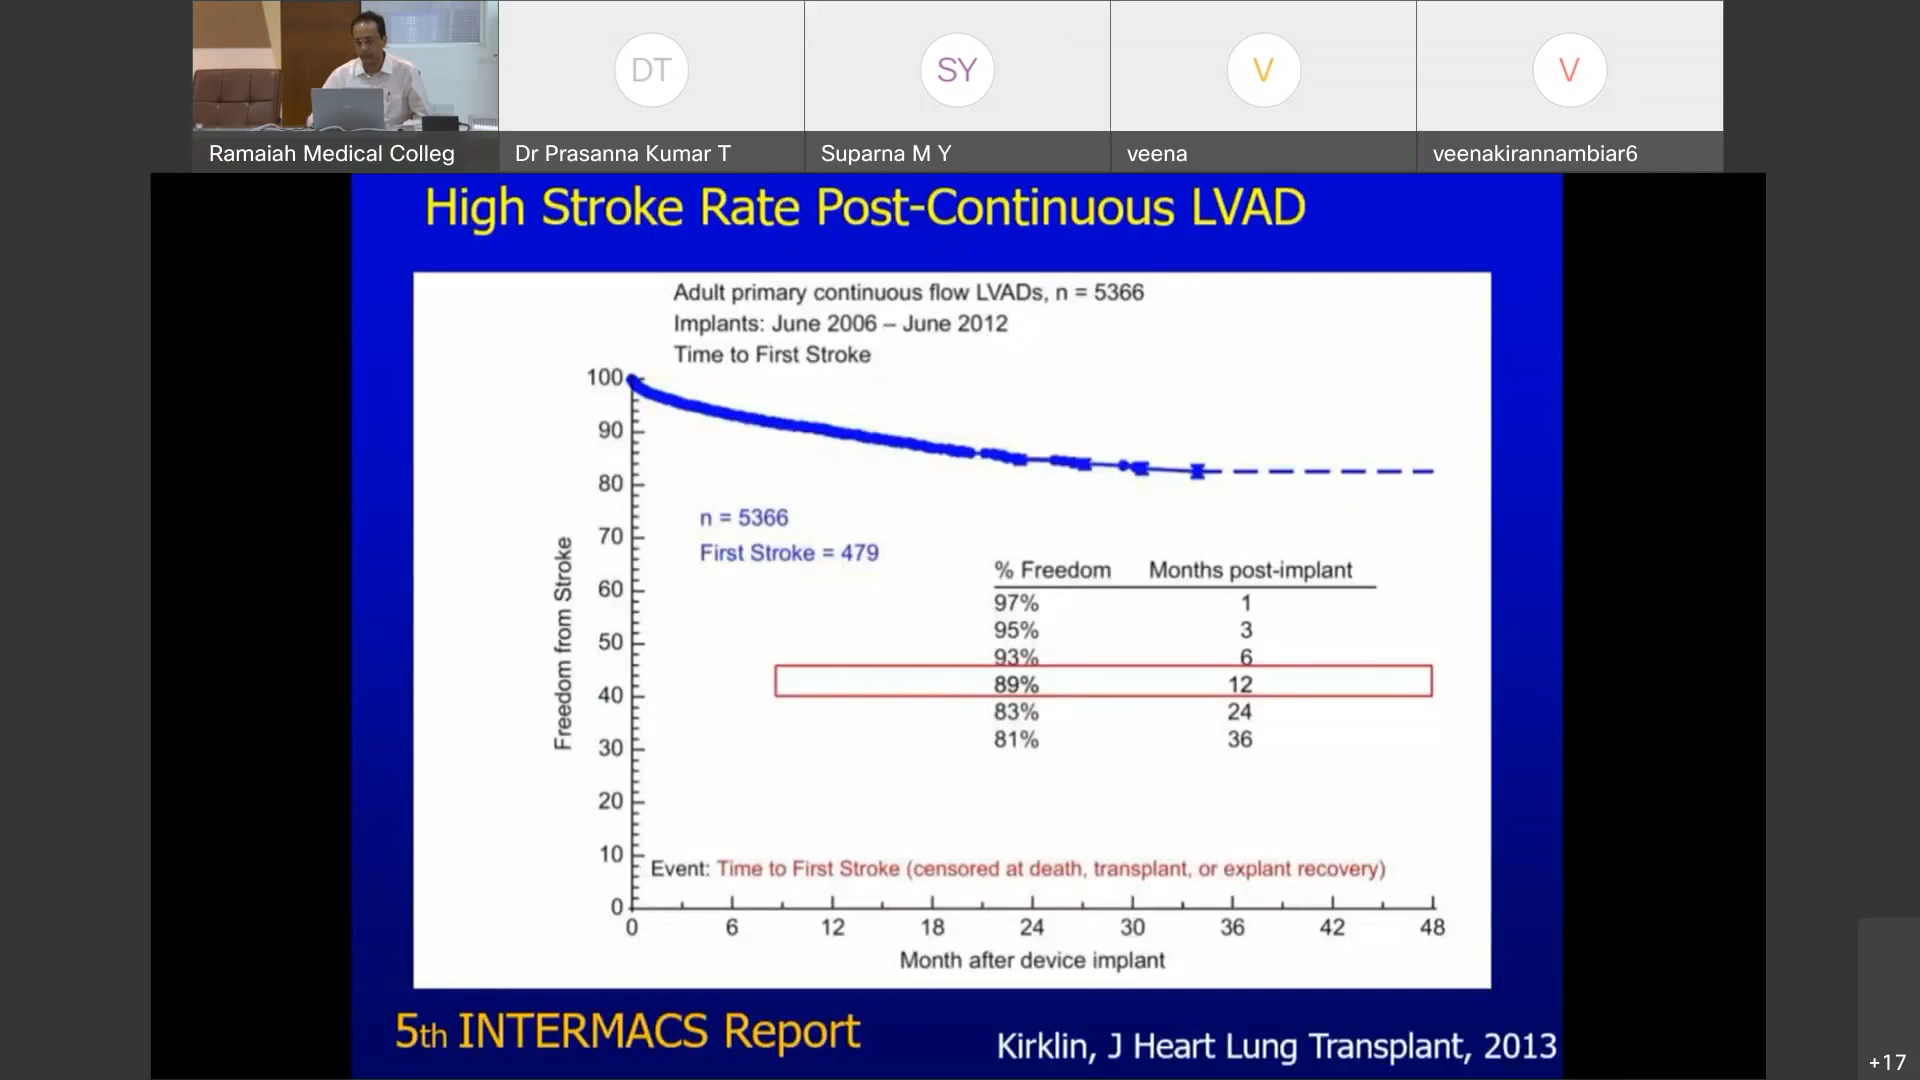 DT
SY
V
V
Ramaiah Medical Colleg
Dr Prasanna Kumar T
Suparna M Y
veena
veenakirannambiar6
High Stroke Rate Post-Continuous LVAD
Adult primary continuous flow LVADs, n = 5366
Implants: June 2006 – June 2012
Time to First Stroke
100
90
80
70
60
50
40
30
20
10
0
Freedom from Stroke
n = 5366
First Stroke = 479
% Freedom Months post-implant
97% 1
95% 3
93% 6
89% 12
83% 24
81% 36
Event: Time to First Stroke (censored at death, transplant, or explant recovery)
0 6 12 18 24 30 36 42 48
Month after device implant
5th INTERMACS Report
Kirklin, J Heart Lung Transplant, 2013
+17